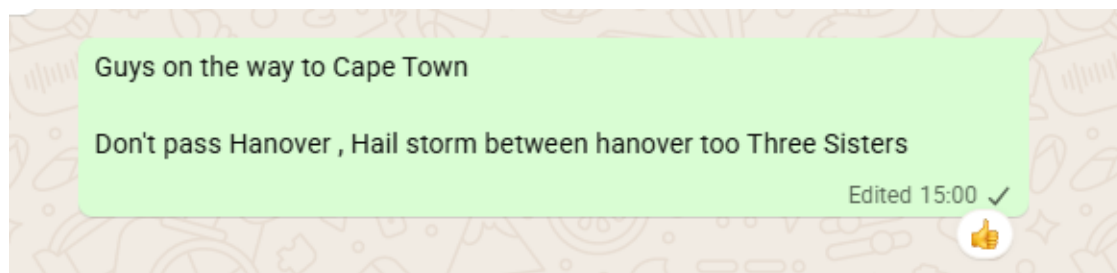 Guys on the way to Cape Town
Don't pass Hanover , Hail storm between hanover too Three Sisters
Edited 15:00